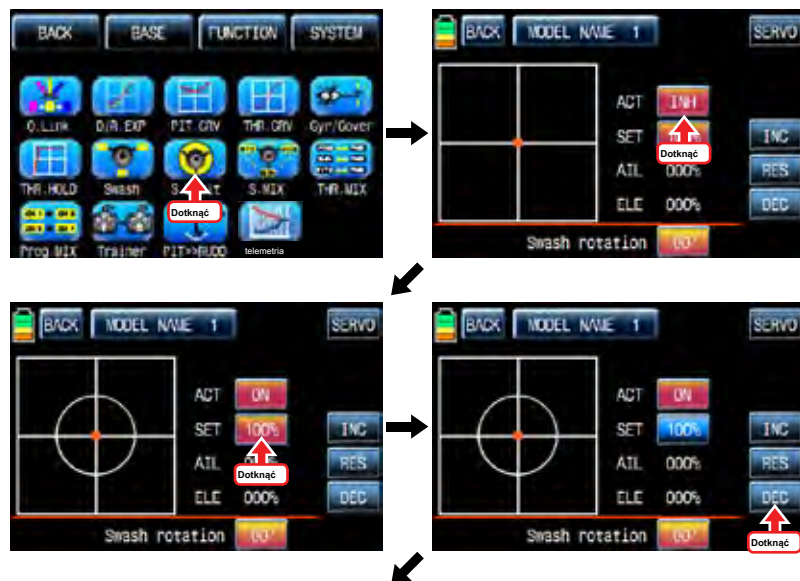 BACK BASE FUNCTION SYSTEM
Q.Link D/R.EXP PIT.CRV THR.CRV Gyr/Gover
THR.HOLD Swash S.MIX THR.MIX
Dotknąć
Prog.MIX Trainer PIT>>RUDD telemetria
BACK MODEL NAME 1 SERVO
ACT INH
SET INC
Dotknąć
AIL 000% RES
ELE 000% DEC
Swash rotation
BACK MODEL NAME 1 SERVO
ACT ON
SET 100% INC
AIL RES
Dotknąć
ELE 000% DEC
Swash rotation
BACK MODEL NAME 1 SERVO
ACT ON
SET 100% INC
AIL 000% RES
ELE 000% DEC
Swash rotation
Dotknąć